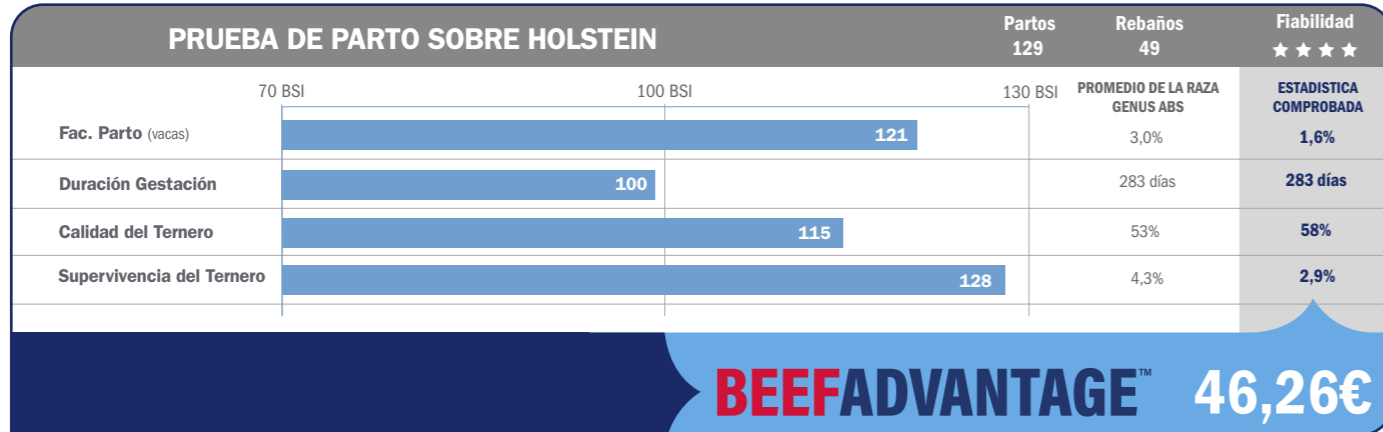 PRUEBA DE PARTO SOBRE HOLSTEIN
Partos
129
Rebaños
49
Fiabilidad
★ ★ ★ ★
70 BSI
100 BSI
130 BSI
PROMEDIO DE LA RAZA
GENUS ABS
ESTADISTICA
COMPROBADA
Fac. Parto (vacas)
121
3,0%
1,6%
Duración Gestación
100
283 días
283 días
Calidad del Ternero
115
53%
58%
Supervivencia del Ternero
128
4,3%
2,9%
BEEFADVANTAGE™ 46,26€